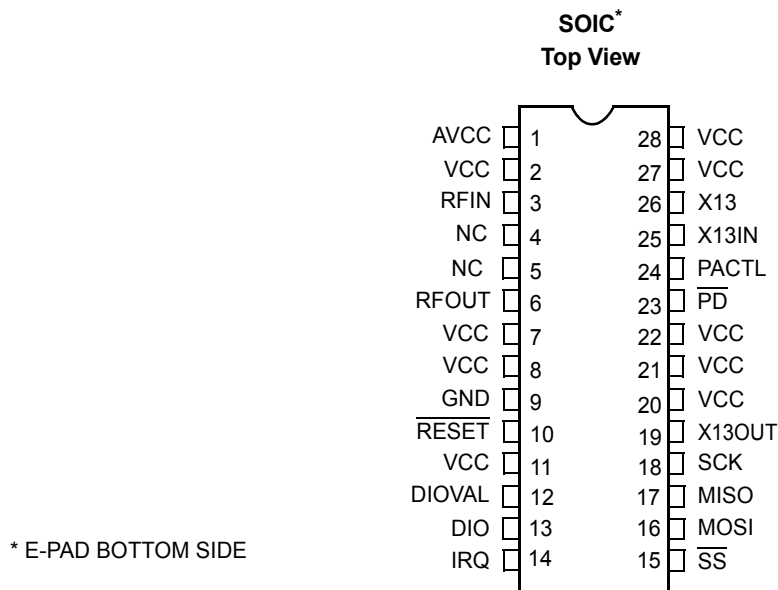 SOIC*
Top View
AVCC 1 28 VCC
VCC 2 27 VCC
RFIN 3 26 X13
NC 4 25 X13IN
NC 5 24 PACTL
RFOUT 6 23 P̅D̅
VCC 7 22 VCC
VCC 8 21 VCC
GND 9 20 VCC
R̅E̅S̅E̅T̅ 10 19 X13OUT
VCC 11 18 SCK
DIOVAL 12 17 MISO
DIO 13 16 MOSI
IRQ 14 15 S̅S̅
* E-PAD BOTTOM SIDE